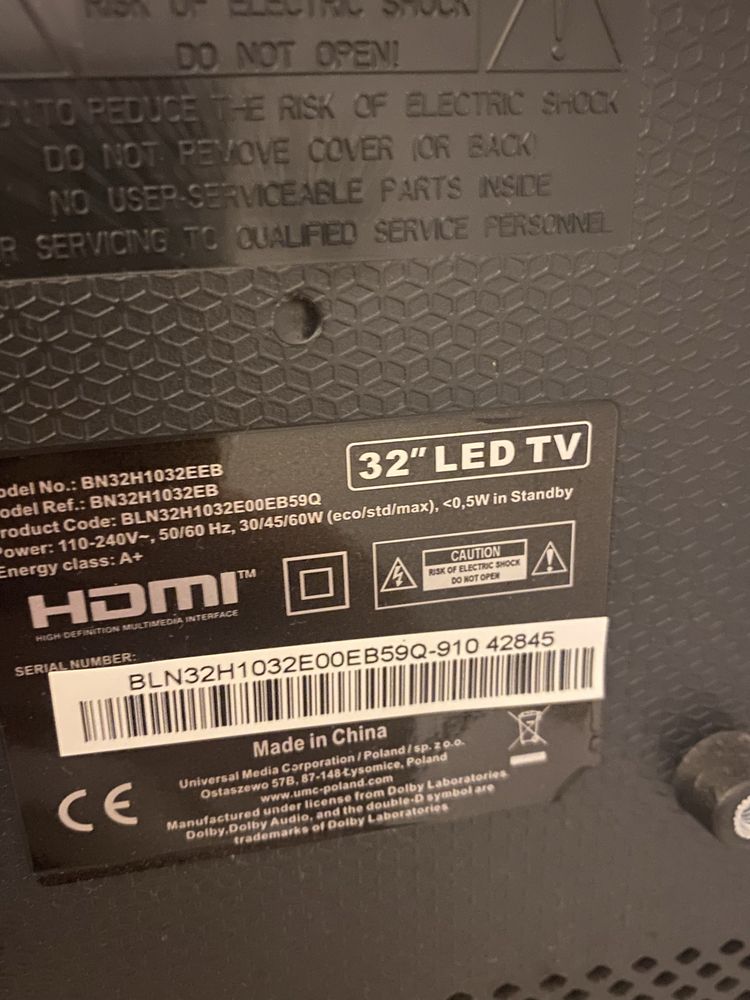 RISK OF ELECTRIC SHOCK
DO NOT OPEN!
TO REDUCE THE RISK OF ELECTRIC SHOCK
DO NOT REMOVE COVER (OR BACK)
NO USER-SERVICEABLE PARTS INSIDE
R SERVICING TO QUALIFIED SERVICE PERSONNEL
32" LED TV
odel No.: BN32H1032EEB
odel Ref.: BN32H1032EB
roduct Code: BLN32H1032E00EB59Q
Power: 110-240V~, 50/60 Hz, 30/45/60W (eco/std/max), <0,5W in Standby
Energy class: A+
HDMI™
HIGH-DEFINITION MULTIMEDIA INTERFACE
CAUTION
RISK OF ELECTRIC SHOCK
DO NOT OPEN
SERIAL NUMBER:
BLN32H1032E00EB59Q-910 42845
Made in China
Universal Media Corporation / Poland / sp. z o.o.
Ostaszewo 57B, 87-148 Łysomice, Poland
www.umc-poland.com
Manufactured under license from Dolby Laboratories
Dolby,Dolby Audio, and the double-D symbol are
trademarks of Dolby Laboratories
CE